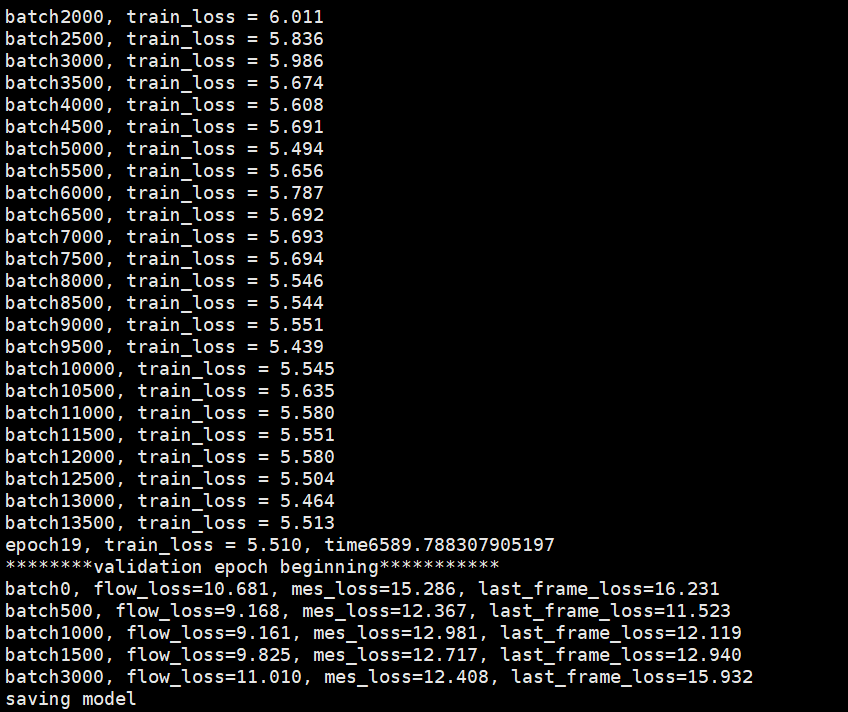 batch2000, train_loss = 6.011
batch2500, train_loss = 5.836
batch3000, train_loss = 5.986
batch3500, train_loss = 5.674
batch4000, train_loss = 5.608
batch4500, train_loss = 5.691
batch5000, train_loss = 5.494
batch5500, train_loss = 5.656
batch6000, train_loss = 5.787
batch6500, train_loss = 5.692
batch7000, train_loss = 5.693
batch7500, train_loss = 5.694
batch8000, train_loss = 5.546
batch8500, train_loss = 5.544
batch9000, train_loss = 5.551
batch9500, train_loss = 5.439
batch10000, train_loss = 5.545
batch10500, train_loss = 5.635
batch11000, train_loss = 5.580
batch11500, train_loss = 5.551
batch12000, train_loss = 5.580
batch12500, train_loss = 5.504
batch13000, train_loss = 5.464
batch13500, train_loss = 5.513
epoch19, train_loss = 5.510, time6589.788307905197
********validation epoch beginning***********
batch0, flow_loss=10.681, mes_loss=15.286, last_frame_loss=16.231
batch500, flow_loss=9.168, mes_loss=12.367, last_frame_loss=11.523
batch1000, flow_loss=9.161, mes_loss=12.981, last_frame_loss=12.119
batch1500, flow_loss=9.825, mes_loss=12.717, last_frame_loss=12.940
batch3000, flow_loss=11.010, mes_loss=12.408, last_frame_loss=15.932
saving model